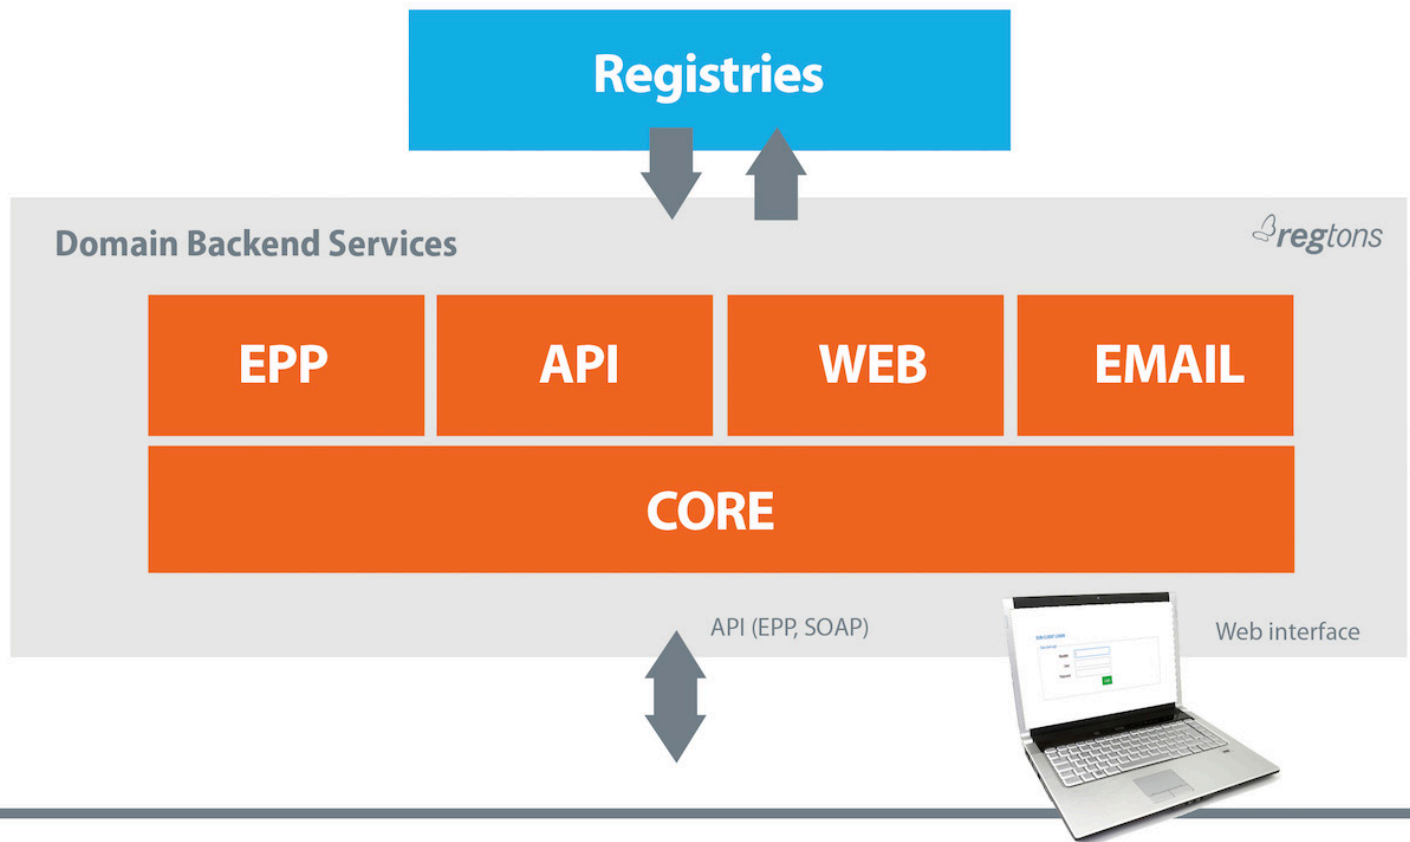 Registries
Domain Backend Services
regtons
EPP
API
WEB
EMAIL
CORE
API (EPP, SOAP)
Web interface